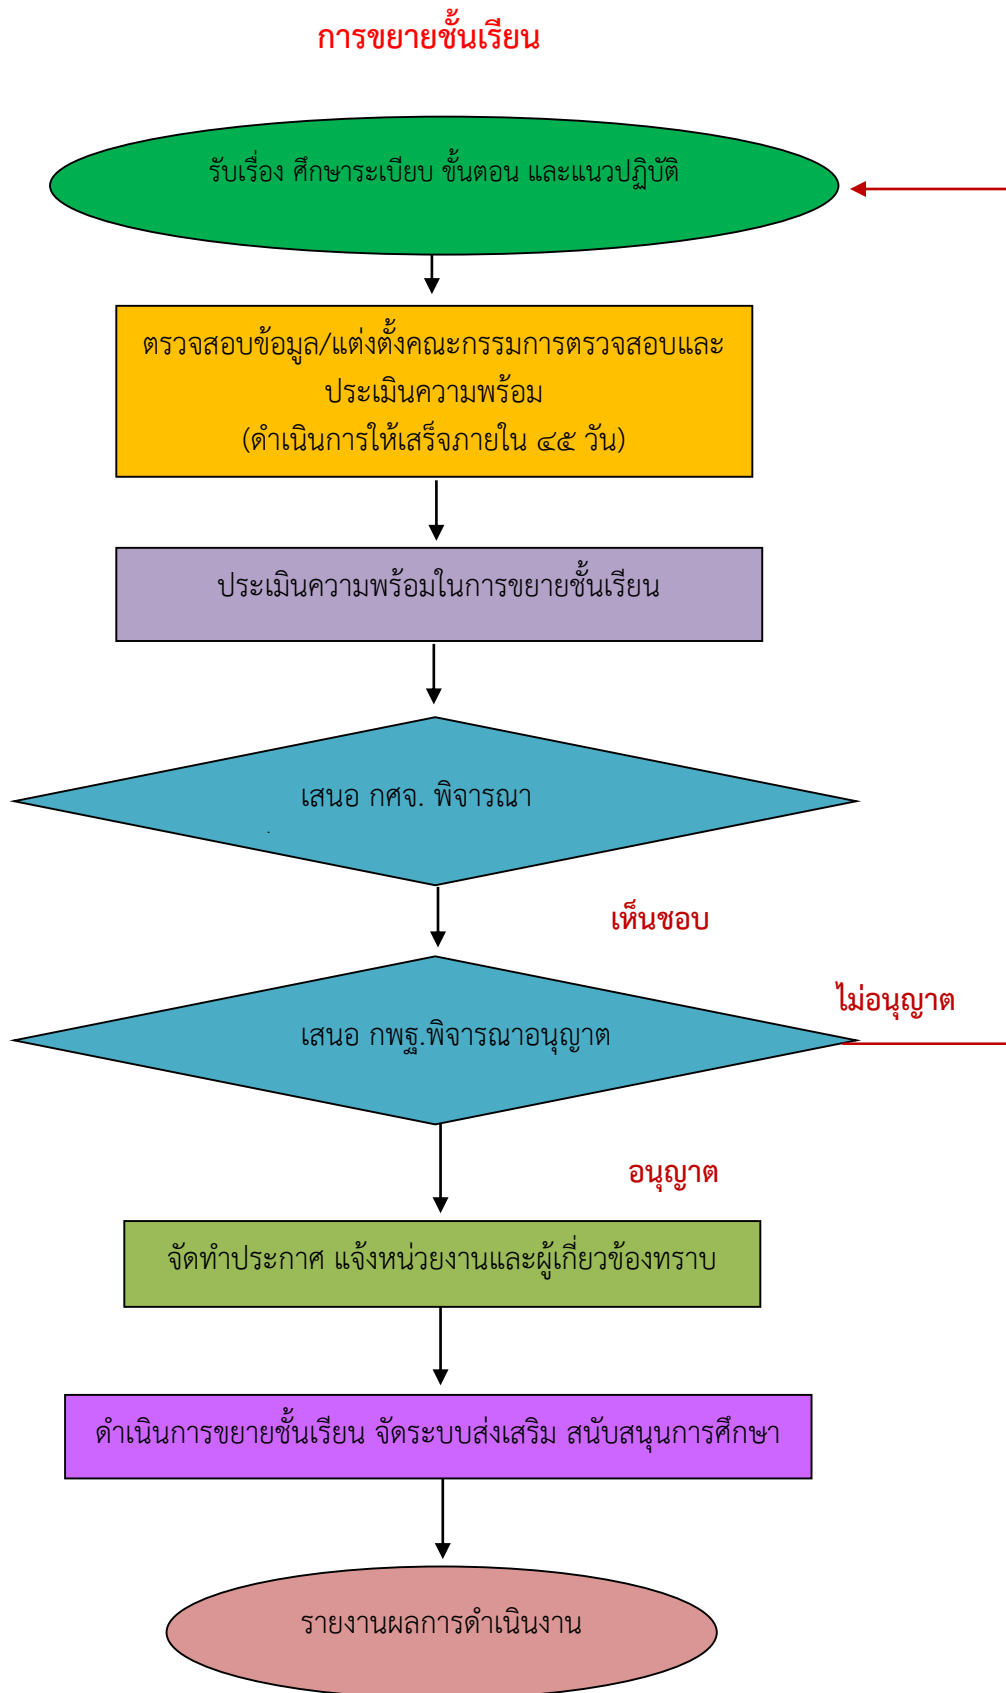 การขยายชั้นเรียน
รับเรื่อง ศึกษาระเบียบ ขั้นตอน และแนวปฏิบัติ
ตรวจสอบข้อมูล/แต่งตั้งคณะกรรมการตรวจสอบและ
ประเมินความพร้อม
(ดำเนินการให้เสร็จภายใน ๔๕ วัน)
ประเมินความพร้อมในการขยายชั้นเรียน
เสนอ กศจ. พิจารณา
เห็นชอบ
ไม่อนุญาต
เสนอ กพฐ.พิจารณาอนุญาต
อนุญาต
จัดทำประกาศ แจ้งหน่วยงานและผู้เกี่ยวข้องทราบ
ดำเนินการขยายชั้นเรียน จัดระบบส่งเสริม สนับสนุนการศึกษา
รายงานผลการดำเนินงาน